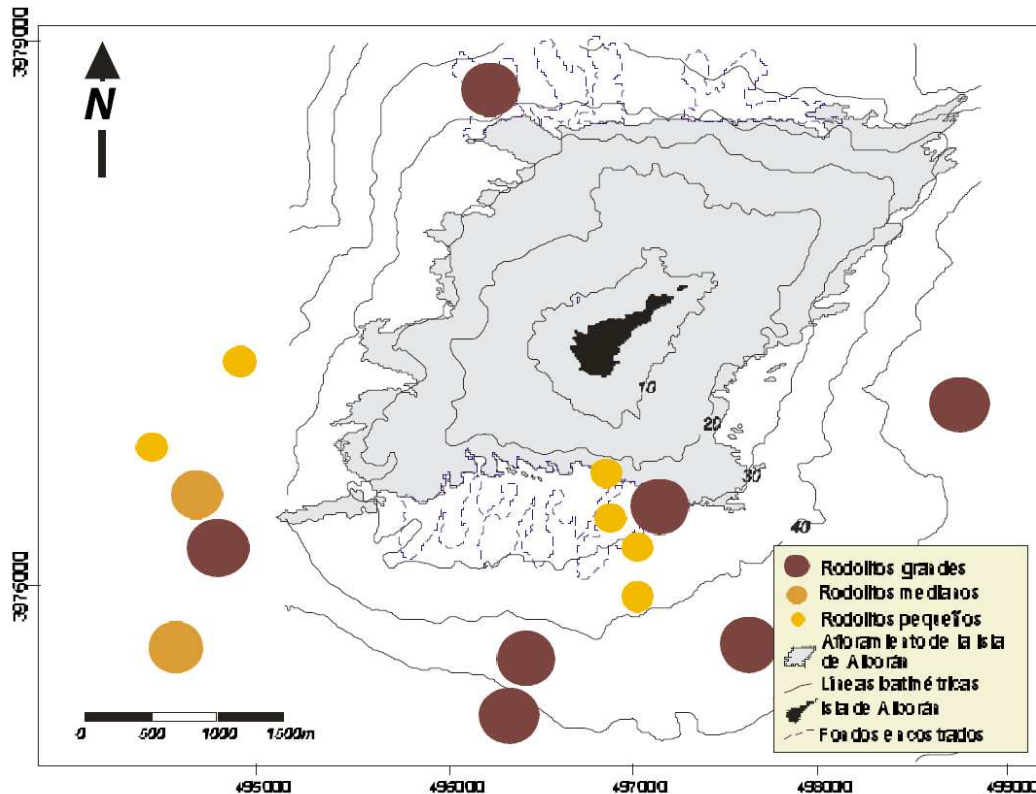 3979000
N
10
20
30
40
3976000
Rodolitos grandes
Rodolitos medianos
Rodolitos pequeños
Afloramiento de la Isla
de Alborán
Líneas batimétricas
Isla de Alborán
Fondos encostrados
0 500 1000 1500m
495000 496000 497000 498000 499000